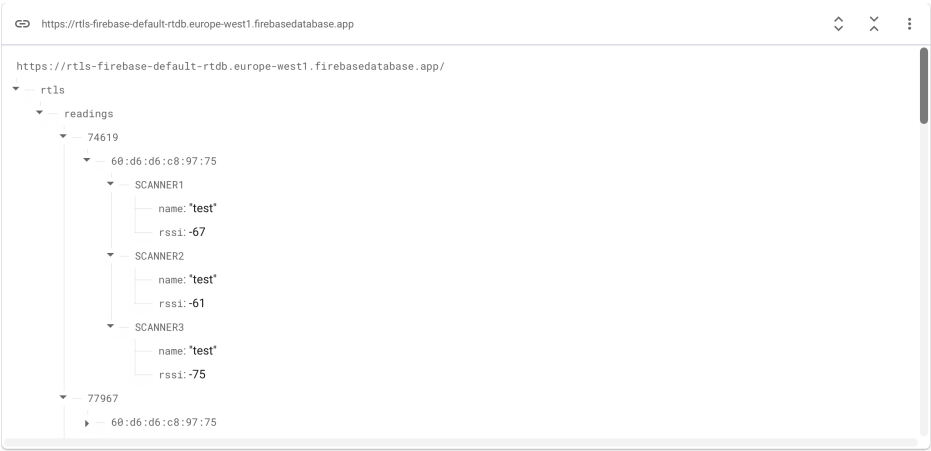 https://rtls-firebase-default-rtdb.europe-west1.firebasedatabase.app
https://rtls-firebase-default-rtdb.europe-west1.firebasedatabase.app/
rtls
readings
74619
60:d6:d6:c8:97:75
SCANNER1
name: "test"
rssi: -67
SCANNER2
name: "test"
rssi: -61
SCANNER3
name: "test"
rssi: -75
77967
60:d6:d6:c8:97:75